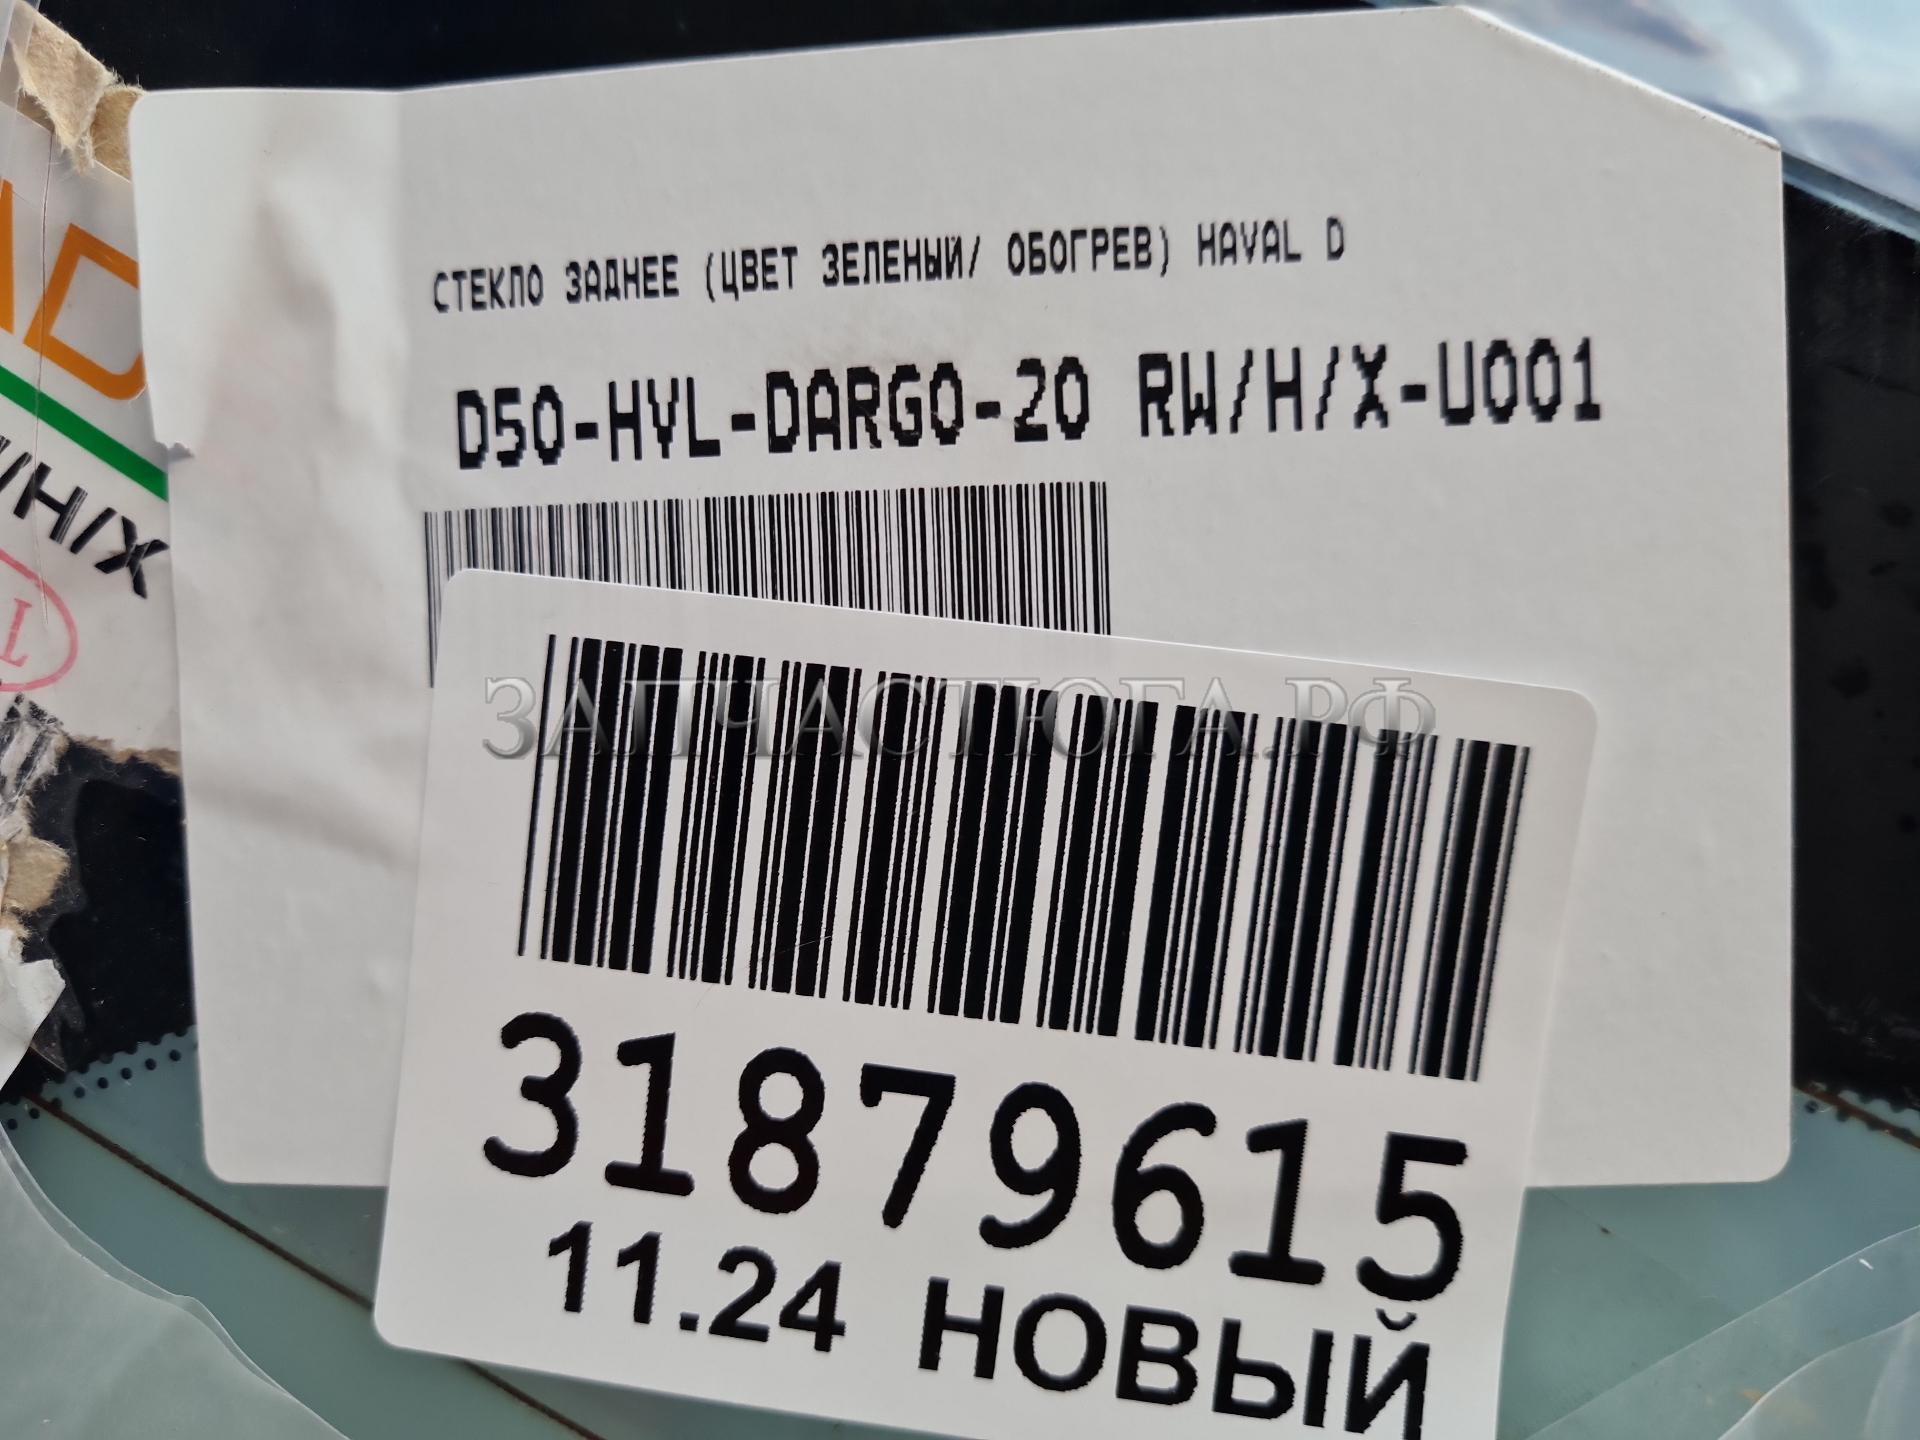 СТЕКЛО ЗАДНЕЕ (ЦВЕТ ЗЕЛЕНЫЙ/ ОБОГРЕВ) HAVAL D
D50-HVL-DARGO-20 RW/H/X-U001
/H/X
ЗАПЧАСТЮГА.РФ
31879615
11.24 НОВЫЙ